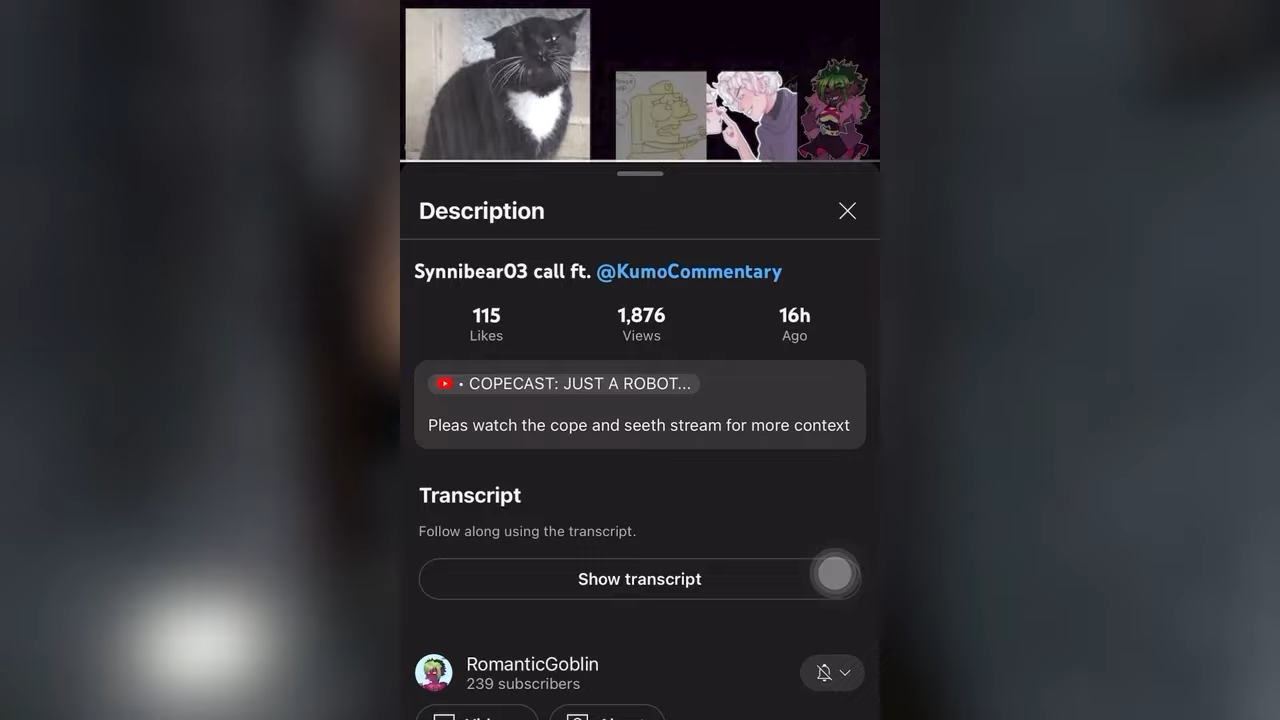 Description
Synnibear03 call ft. @KumoCommentary
115 1,876 16h
Likes Views Ago
• COPECAST: JUST A ROBOT...
Pleas watch the cope and seeth stream for more context
Transcript
Follow along using the transcript.
Show transcript
RomanticGoblin
239 subscribers